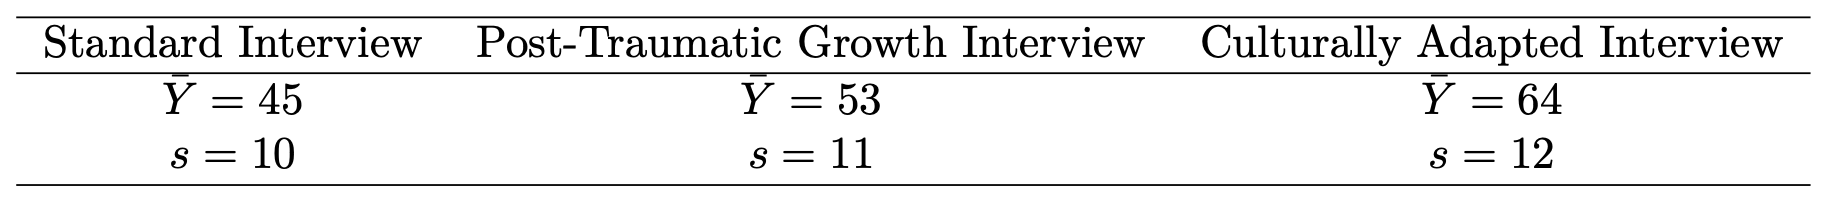 Standard Interview Post-Traumatic Growth Interview Culturally Adapted Interview
Ȳ = 45 Ȳ = 53 Ȳ = 64
s = 10 s = 11 s = 12